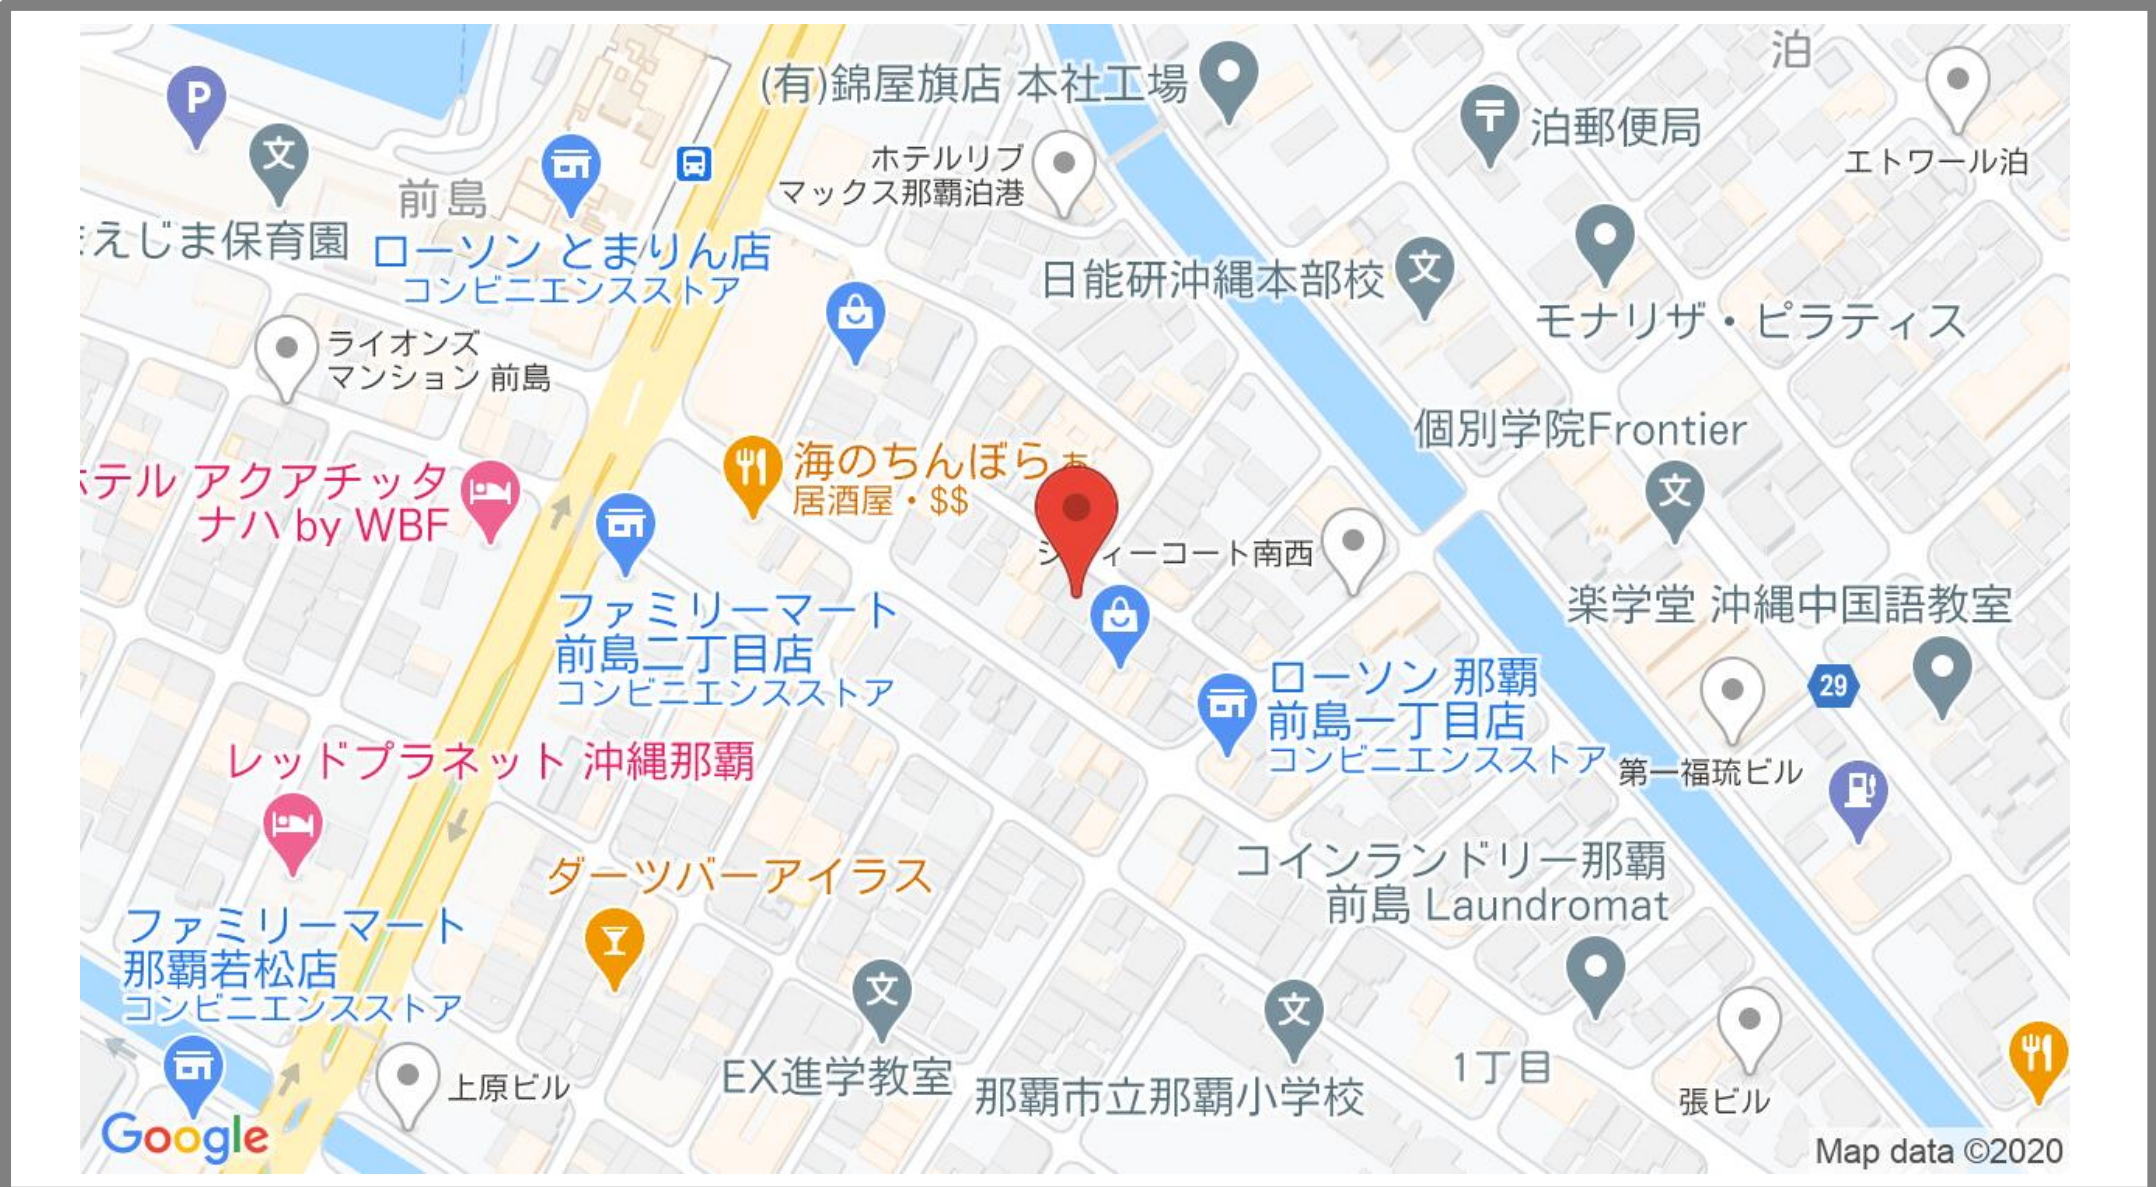 (有)錦屋旗店 本社工場
泊
P
文
前島
ホテルリブ
マックス那覇泊港
泊郵便局
エトワール泊
えじま保育園
ローソン とまりん店
コンビニエンスストア
日能研沖縄本部校
文
モナリザ・ピラティス
ライオンズ
マンション 前島
海のちんぼらぁ
居酒屋・$$
個別学院Frontier
文
テル アクアチッタ
ナハ by WBF
ィーコート南西
ファミリーマート
前島二丁目店
コンビニエンスストア
楽学堂 沖縄中国語教室
ローソン 那覇
前島一丁目店
コンビニエンスストア
29
第一福琉ビル
レッドプラネット 沖縄那覇
ダーツバーアイラス
コインランドリー那覇
前島 Laundromat
ファミリーマート
那覇若松店
コンビニエンスストア
文
EX進学教室
文
那覇市立那覇小学校
1丁目
張ビル
上原ビル
Google
Map data ©2020